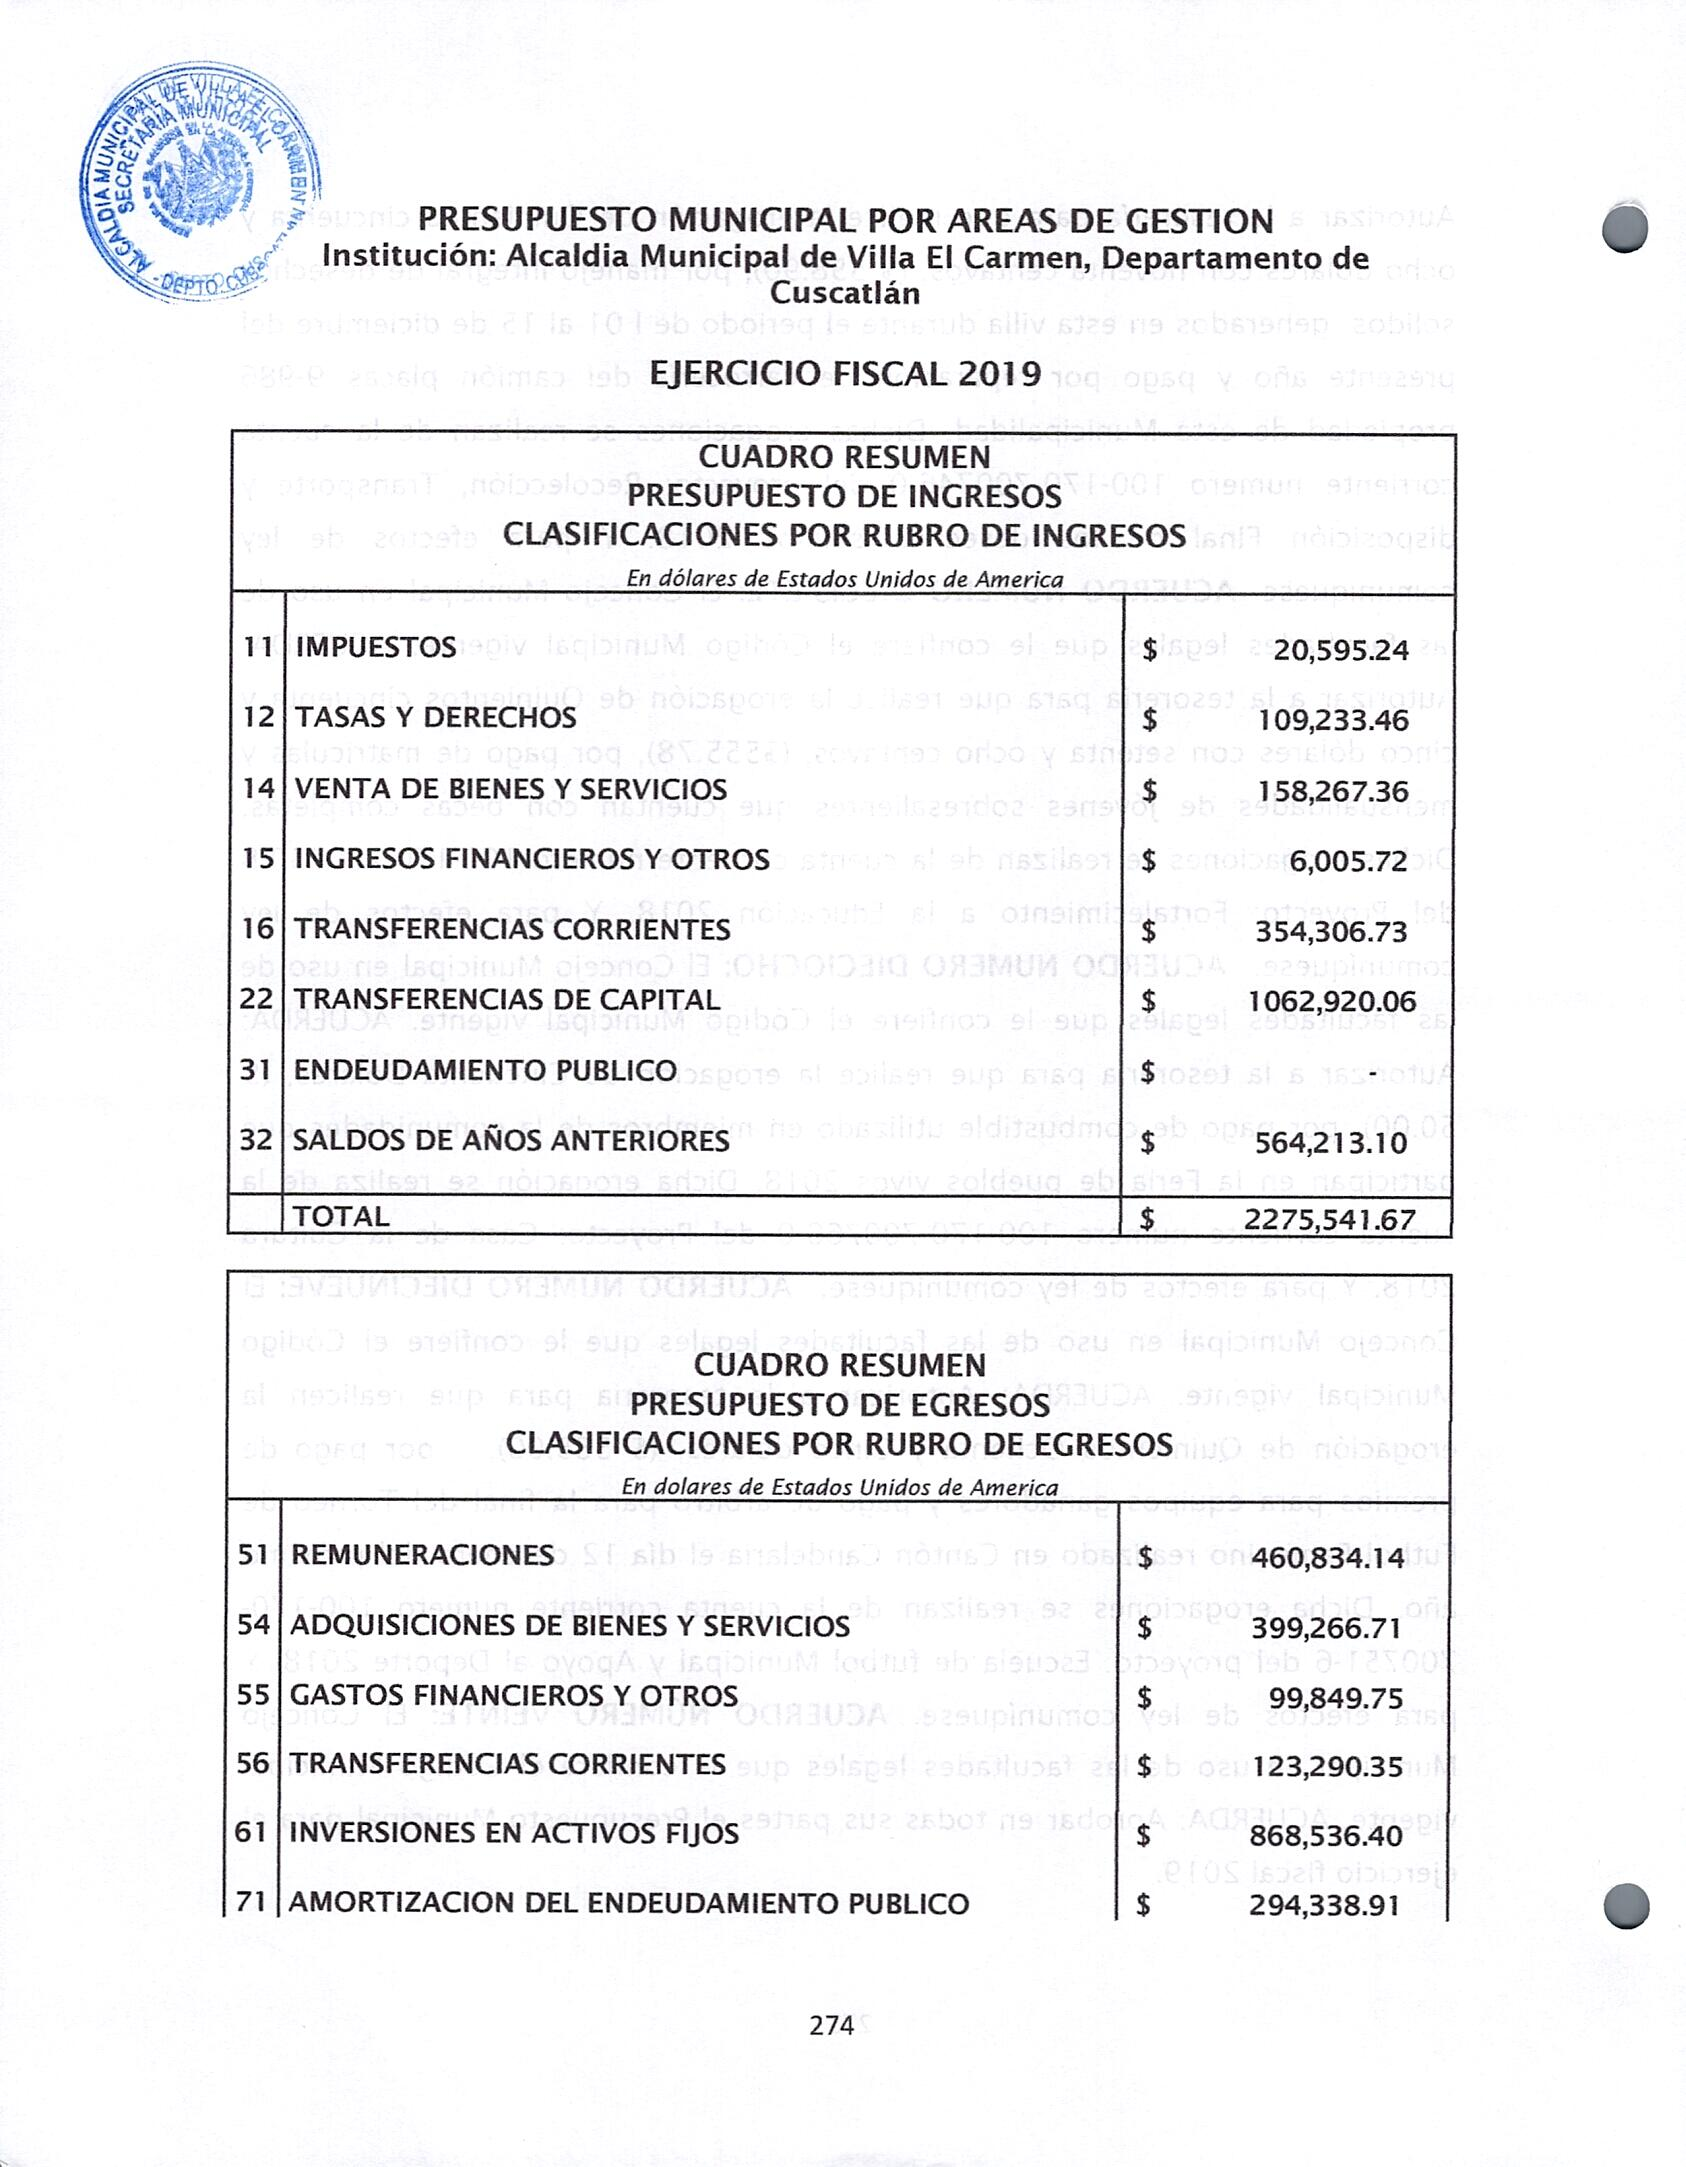 ALCALDIA MUNICIPAL DE VILLA EL CARMEN
SECRETARIA MUNICIPAL
DEPTO. CUSCATLAN
PRESUPUESTO MUNICIPAL POR AREAS DE GESTION
Institución: Alcaldia Municipal de Villa El Carmen, Departamento de
Cuscatlán
EJERCICIO FISCAL 2019
CUADRO RESUMEN
PRESUPUESTO DE INGRESOS
CLASIFICACIONES POR RUBRO DE INGRESOS
En dólares de Estados Unidos de America
11 IMPUESTOS $ 20,595.24
12 TASAS Y DERECHOS $ 109,233.46
14 VENTA DE BIENES Y SERVICIOS $ 158,267.36
15 INGRESOS FINANCIEROS Y OTROS $ 6,005.72
16 TRANSFERENCIAS CORRIENTES $ 354,306.73
22 TRANSFERENCIAS DE CAPITAL $ 1062,920.06
31 ENDEUDAMIENTO PUBLICO $ -
32 SALDOS DE AÑOS ANTERIORES $ 564,213.10
TOTAL $ 2275,541.67
CUADRO RESUMEN
PRESUPUESTO DE EGRESOS
CLASIFICACIONES POR RUBRO DE EGRESOS
En dolares de Estados Unidos de America
51 REMUNERACIONES $ 460,834.14
54 ADQUISICIONES DE BIENES Y SERVICIOS $ 399,266.71
55 GASTOS FINANCIEROS Y OTROS $ 99,849.75
56 TRANSFERENCIAS CORRIENTES $ 123,290.35
61 INVERSIONES EN ACTIVOS FIJOS $ 868,536.40
71 AMORTIZACION DEL ENDEUDAMIENTO PUBLICO $ 294,338.91
274